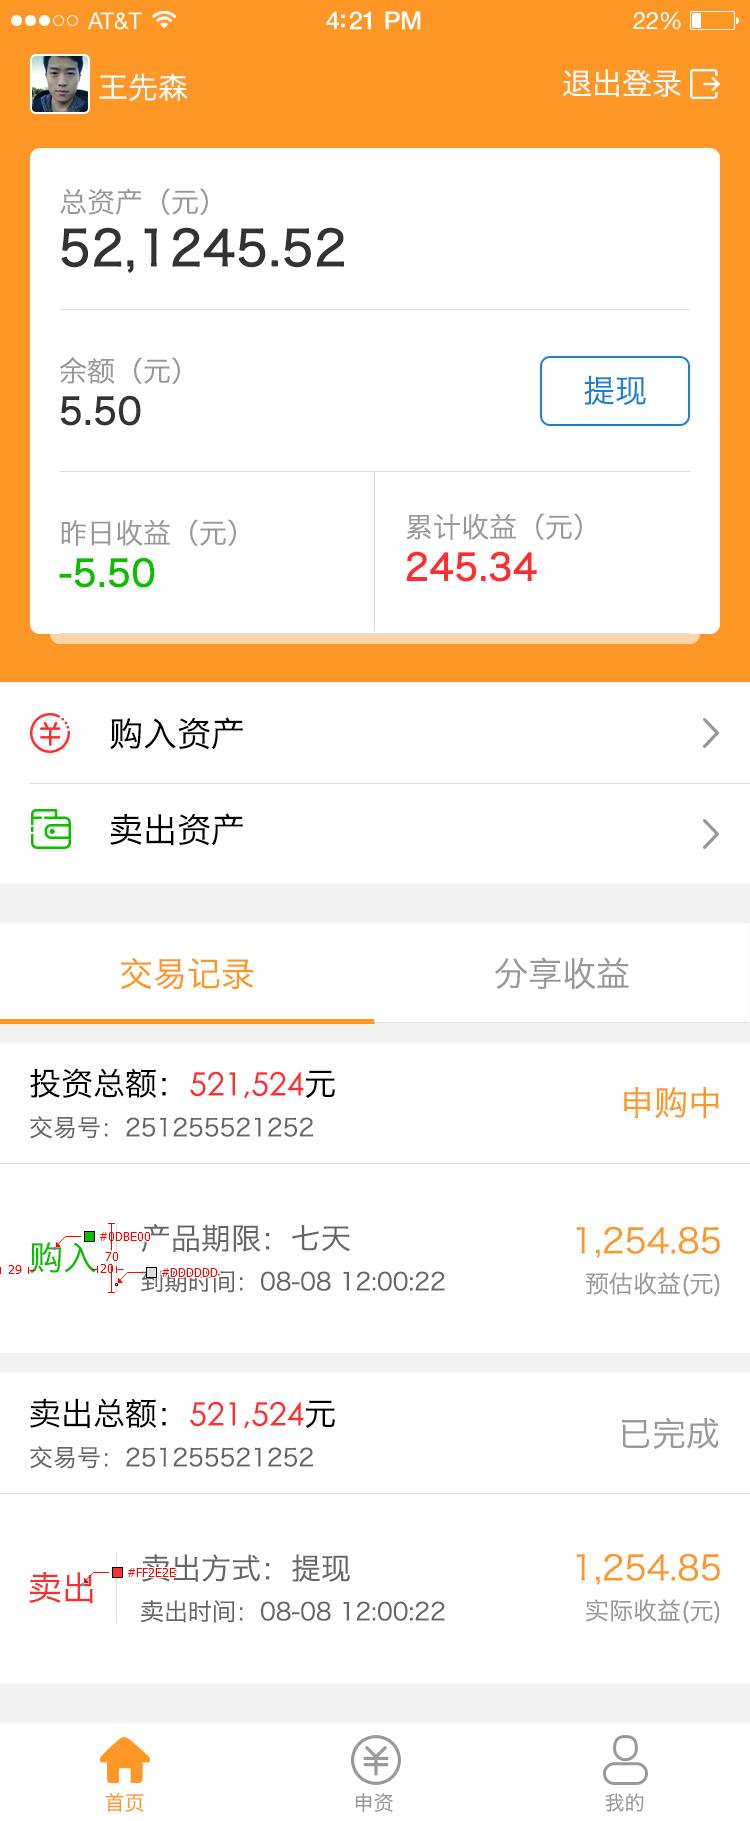 AT&T 4:21 PM 22%
王先森 退出登录
总资产（元）
52,1245.52
余额（元）
5.50
提现
昨日收益（元）
-5.50
累计收益（元）
245.34
购入资产
卖出资产
交易记录 分享收益
投资总额：521,524元
交易号：251255521252
申购中
购入
#0DBE00
70
29
20
#DDDDDD
产品期限：七天
到期时间：08-08 12:00:22
1,254.85
预估收益(元)
卖出总额：521,524元
交易号：251255521252
已完成
卖出
#FF2E2E
卖出方式：提现
卖出时间：08-08 12:00:22
1,254.85
实际收益(元)
首页 申资 我的